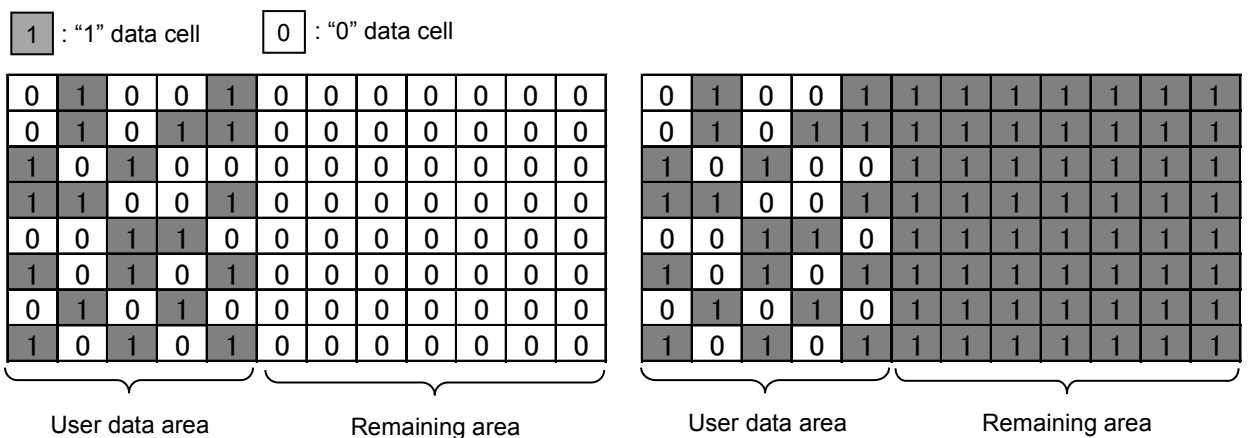 1 : “1” data cell 0 : “0” data cell
0 1 0 0 1 0 0 0 0 0 0 0 0 1 0 0 1 1 1 1 1 1 1 1
0 1 0 1 1 0 0 0 0 0 0 0 0 1 0 1 1 1 1 1 1 1 1 1
1 0 1 0 0 0 0 0 0 0 0 0 1 0 1 0 0 1 1 1 1 1 1 1
1 1 0 0 1 0 0 0 0 0 0 0 1 1 0 0 1 1 1 1 1 1 1 1
0 0 1 1 0 0 0 0 0 0 0 0 0 0 1 1 0 1 1 1 1 1 1 1
1 0 1 0 1 0 0 0 0 0 0 0 1 0 1 0 1 1 1 1 1 1 1 1
0 1 0 1 0 0 0 0 0 0 0 0 0 1 0 1 0 1 1 1 1 1 1 1
1 0 1 0 1 0 0 0 0 0 0 0 1 0 1 0 1 1 1 1 1 1 1 1
User data area Remaining area User data area Remaining area